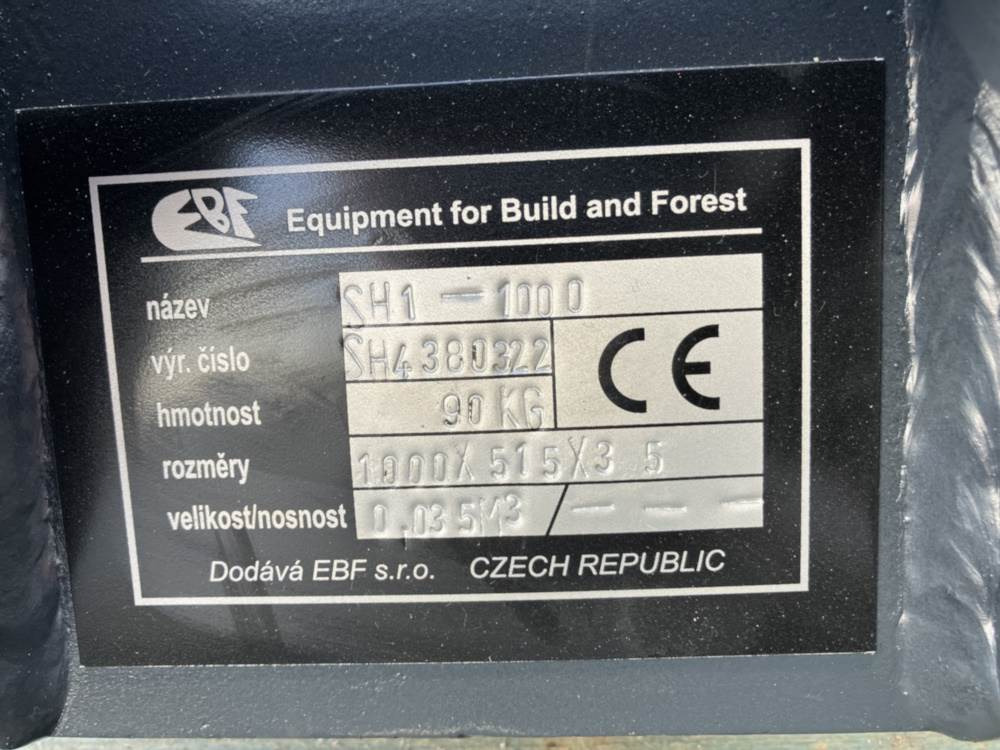 EBF Equipment for Build and Forest
název SH1 — 1000
výr. číslo SH4380322
CE
hmotnost 90 KG
rozměry 1000X515X3 5
velikost/nosnost 0,035M3 / — — —
Dodává EBF s.r.o. CZECH REPUBLIC